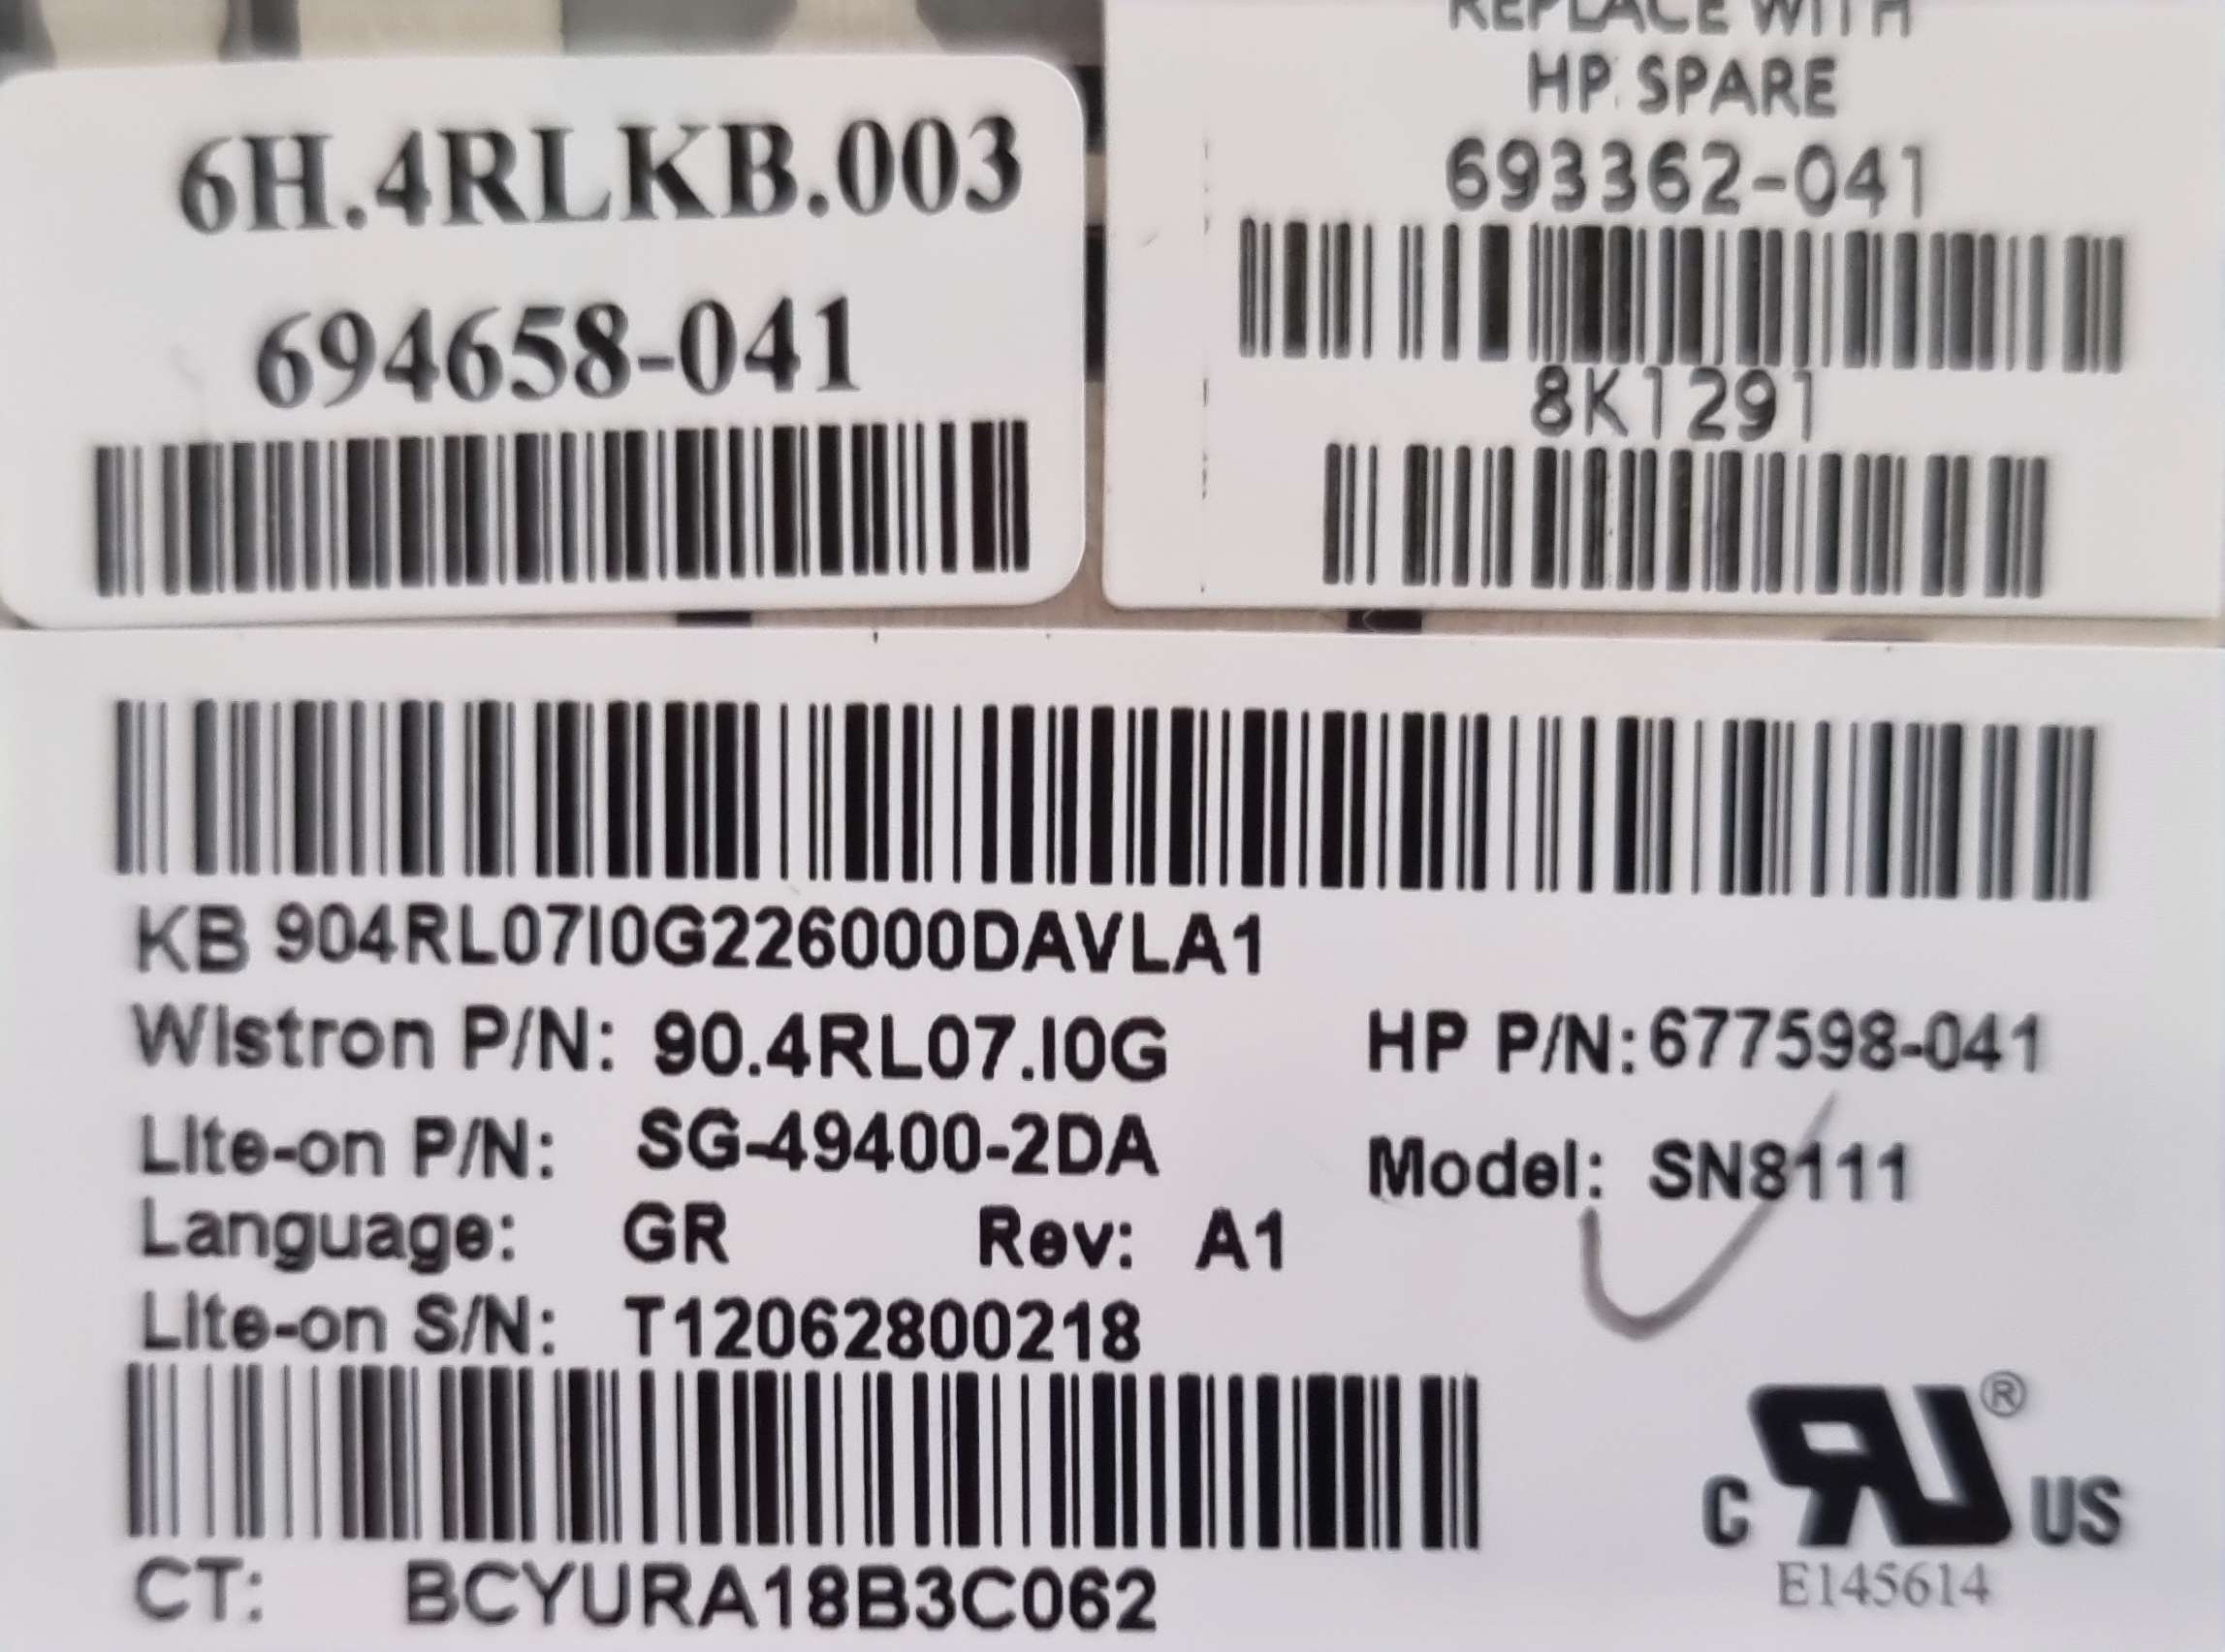 6H.4RLKB.003
694658-041
REPLACE WITH
HP SPARE
693362-041
8K1291
KB 904RL07I0G226000DAVLA1
Wistron P/N: 90.4RL07.I0G
HP P/N:677598-041
Lite-on P/N: SG-49400-2DA
Model: SN8111
Language: GR Rev: A1
Lite-on S/N: T12062800218
CT: BCYURA18B3C062
C RU ® US
E145614